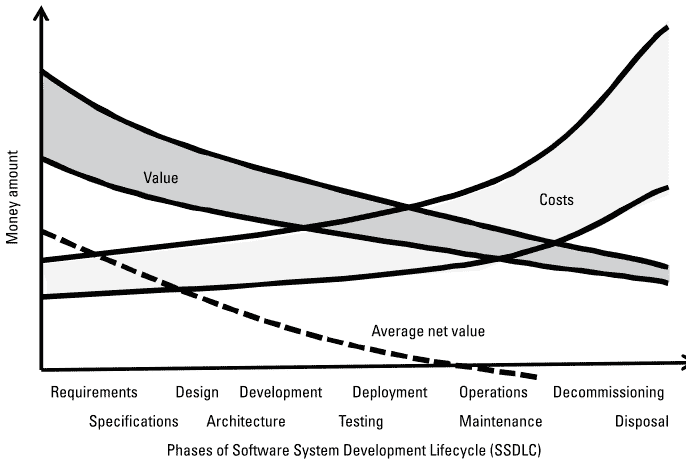 Money amount
Value
Costs
Average net value
Requirements Design Development Deployment Operations Decommissioning
Specifications Architecture Testing Maintenance Disposal
Phases of Software System Development Lifecycle (SSDLC)